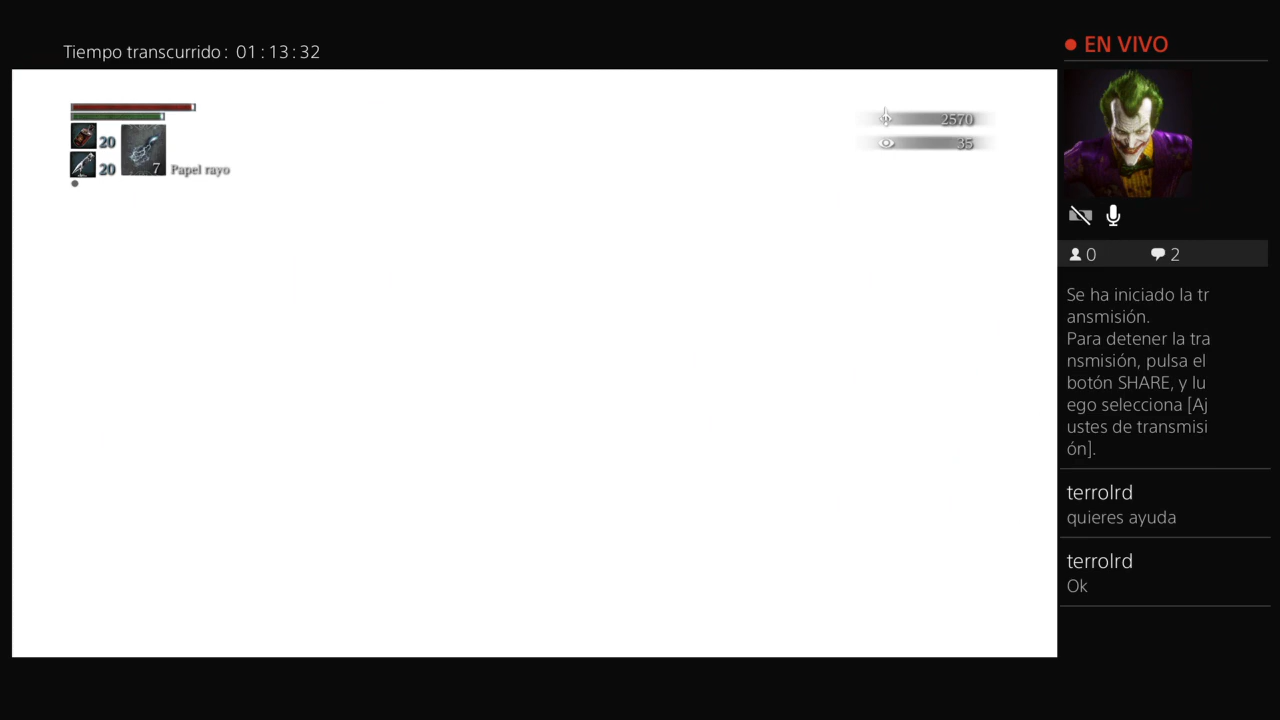 Tiempo transcurrido: 01:13:32
EN VIVO
20
20
7
Papel rayo
2570
35
0
2
Se ha iniciado la tr
ansmisión.
Para detener la tra
nsmisión, pulsa el
botón SHARE, y lu
ego selecciona [Aj
ustes de transmisi
ón].
terrolrd
quieres ayuda
terrolrd
Ok